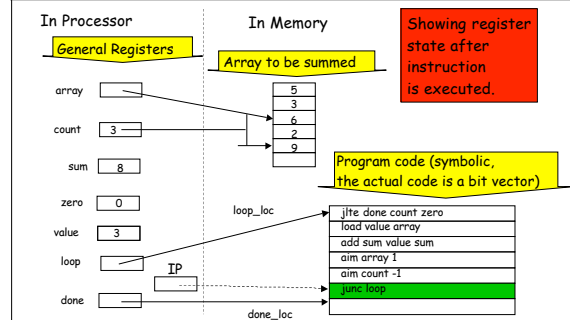 In Processor
In Memory
Showing register
state after
instruction
is executed.
General Registers
Array to be summed
array
5
3
6
2
9
count
3
sum
8
Program code (symbolic,
the actual code is a bit vector)
zero
0
loop_loc
jlte done count zero
load value array
add sum value sum
aim array 1
aim count -1
junc loop
value
3
loop
IP
done
done_loc